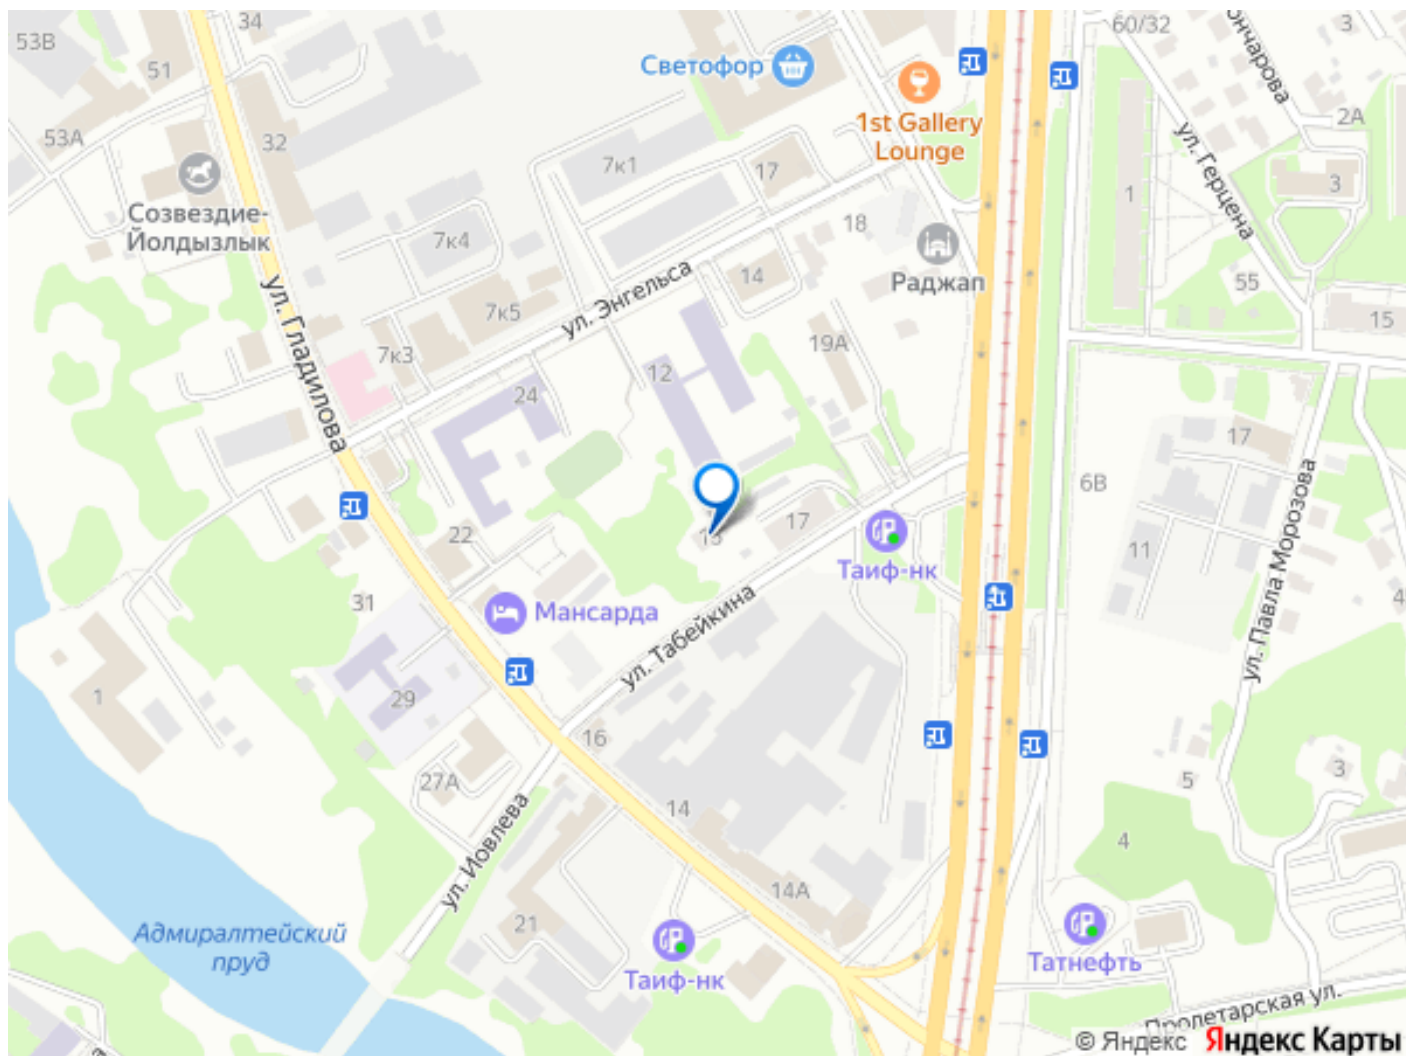 34
60/32
3
53В
51
Светофор
1st Gallery
Lounge
2А
53А
32
7к1
17
ул. Герцена
1
3
Созвездие-
Йолдызлык
7к4
18
Раджап
14
55
ул. Энгельса
7к5
15
ул. Гладилова
7к3
19А
12
24
17
6В
ул. Павла Морозова
22
17
11
Таиф-нк
31
Мансарда
4
ул. Табейкина
1
29
16
27А
5
3
14
ул. Иовлева
4
14А
21
Адмиралтейский
пруд
Таиф-нк
Татнефть
Пролетарская ул.
© Яндекс Яндекс Карты